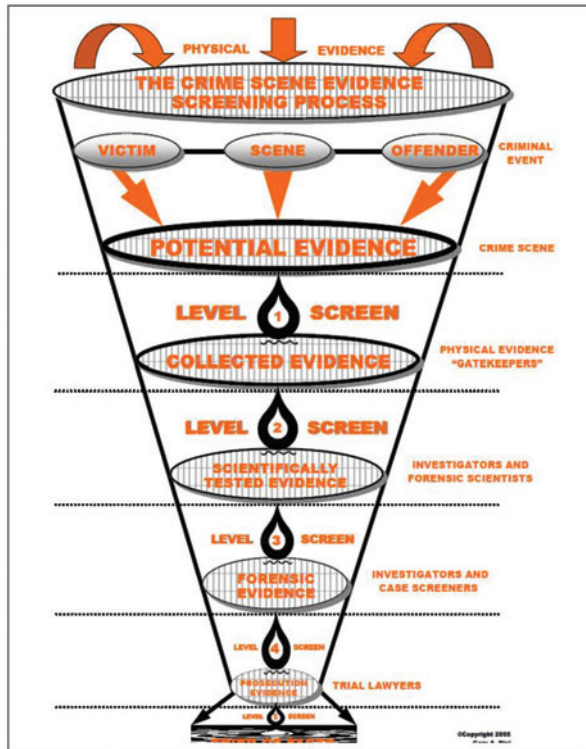 PHYSICAL EVIDENCE
THE CRIME SCENE EVIDENCE
SCREENING PROCESS
VICTIM SCENE OFFENDER
CRIMINAL
EVENT
POTENTIAL EVIDENCE
CRIME SCENE
LEVEL 1 SCREEN
COLLECTED EVIDENCE
PHYSICAL EVIDENCE
"GATEKEEPERS"
LEVEL 2 SCREEN
SCIENTIFICALLY
TESTED EVIDENCE
INVESTIGATORS AND
FORENSIC SCIENTISTS
LEVEL 3 SCREEN
FORENSIC
EVIDENCE
INVESTIGATORS AND
CASE SCREENERS
LEVEL 4 SCREEN
PROSECUTION
EVIDENCE
TRIAL LAWYERS
LEVEL SCREEN
©Copyright 2005